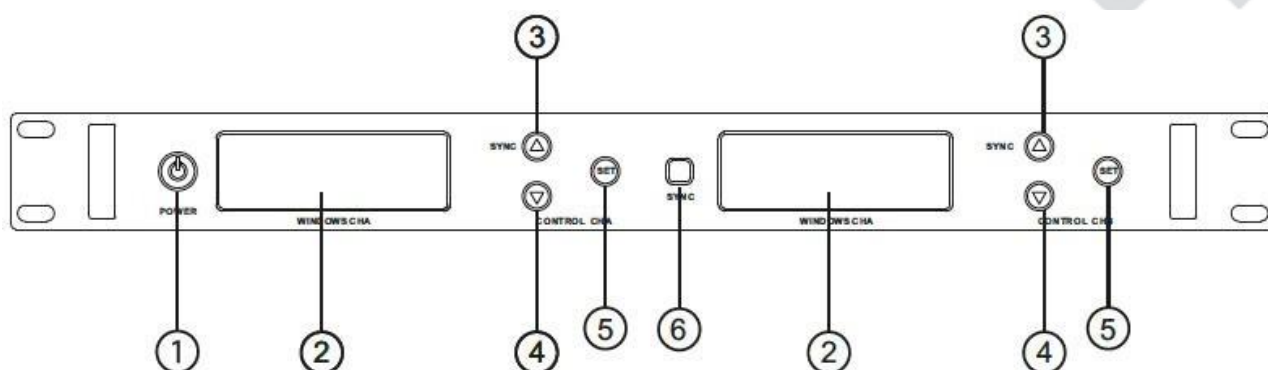 3 3
SYNC SET SYNC SET
POWER SYNC
WINDOWS CHA CONTROL CHA WINDOWS CHA CONTROL CHB
5 6 5
1 2 4 2 4